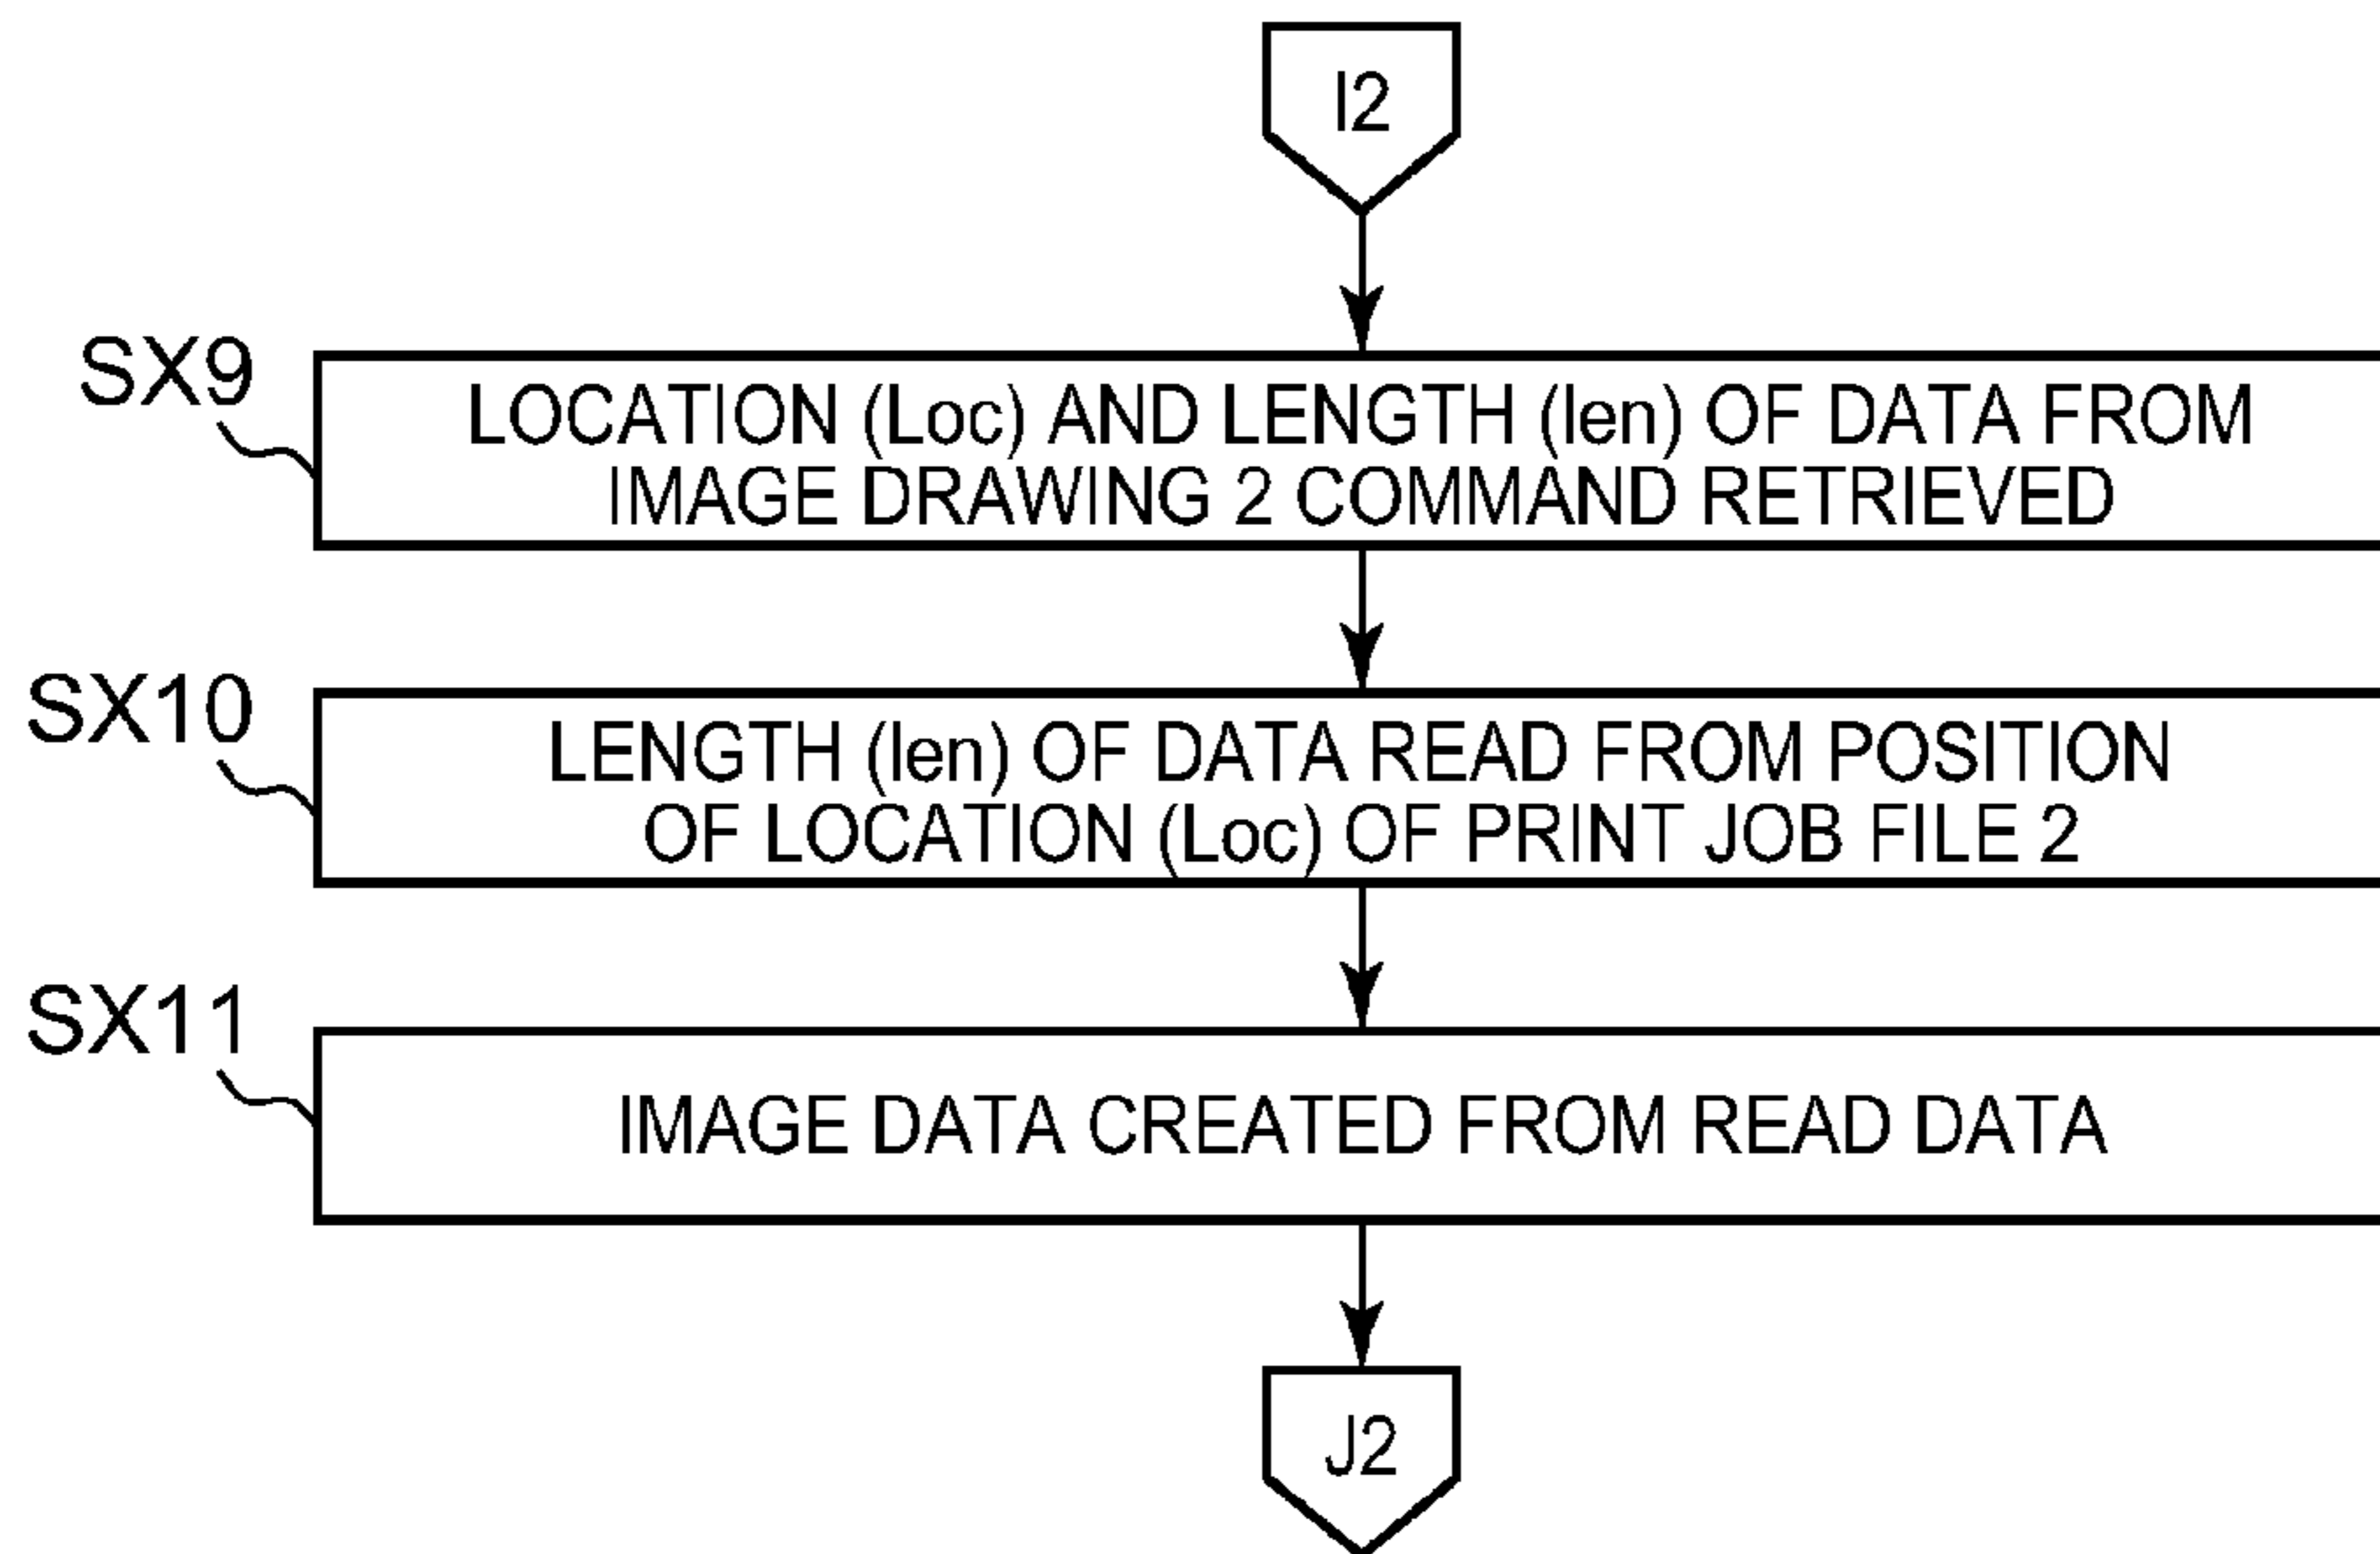 I2
SX9
LOCATION (Loc) AND LENGTH (len) OF DATA FROM
IMAGE DRAWING 2 COMMAND RETRIEVED
SX10
LENGTH (len) OF DATA READ FROM POSITION
OF LOCATION (Loc) OF PRINT JOB FILE 2
SX11
IMAGE DATA CREATED FROM READ DATA
J2